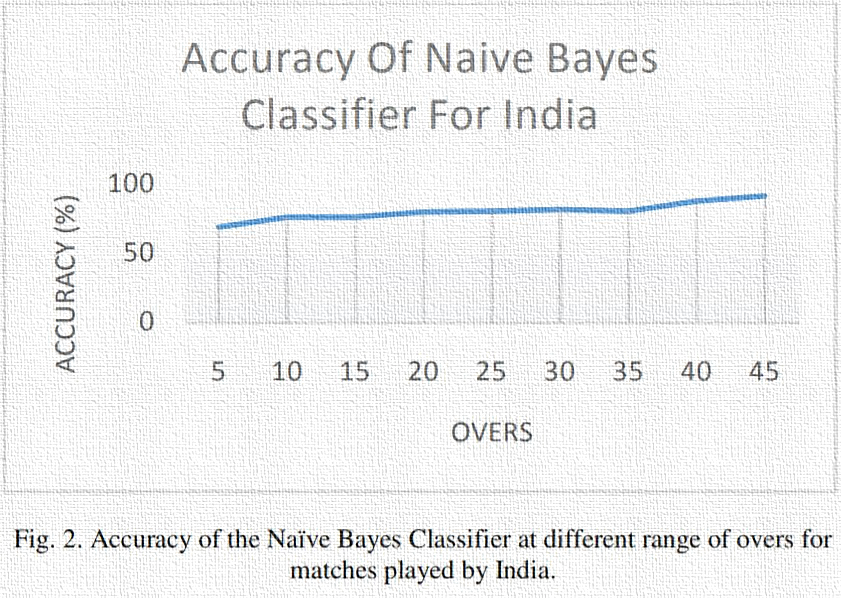 Accuracy Of Naive Bayes
Classifier For India
ACCURACY (%)
100
50
0
5 10 15 20 25 30 35 40 45
OVERS
Fig. 2. Accuracy of the Naïve Bayes Classifier at different range of overs for
matches played by India.